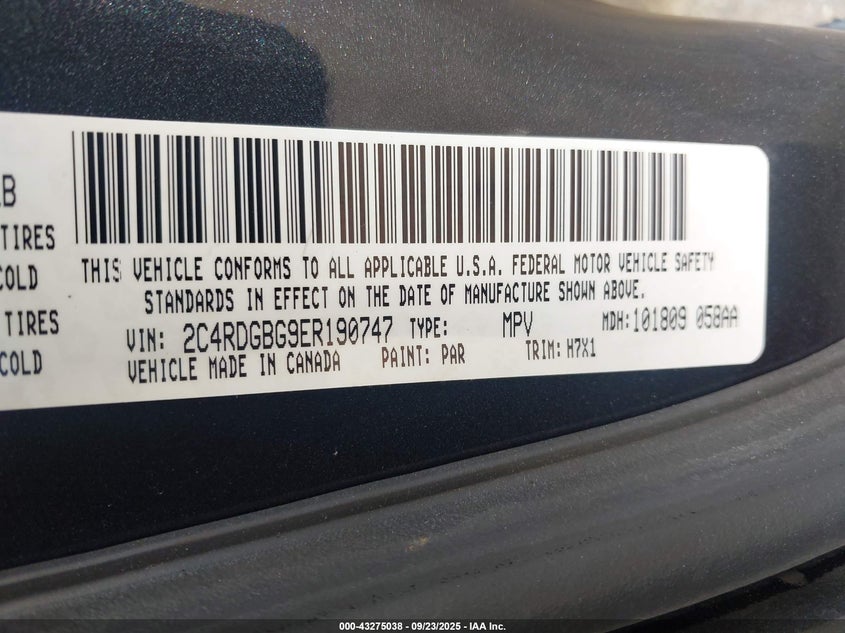 B
TIRES
COLD
TIRES
COLD
THIS VEHICLE CONFORMS TO ALL APPLICABLE U.S.A. FEDERAL MOTOR VEHICLE SAFETY
STANDARDS IN EFFECT ON THE DATE OF MANUFACTURE SHOWN ABOVE.
VIN: 2C4RDGBG9ER190747 TYPE: MPV MDH: 101809 058AA
VEHICLE MADE IN CANADA PAINT: PAR TRIM: H7X1
000-43275038 - 09/23/2025 - IAA Inc.